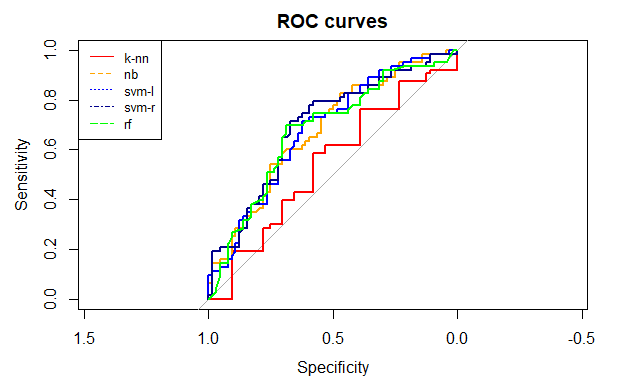 ROC curves
k-nn
nb
svm-l
svm-r
rf
Sensitivity
1.0
0.8
0.6
0.4
0.2
0.0
1.5 1.0 0.5 0.0 -0.5
Specificity